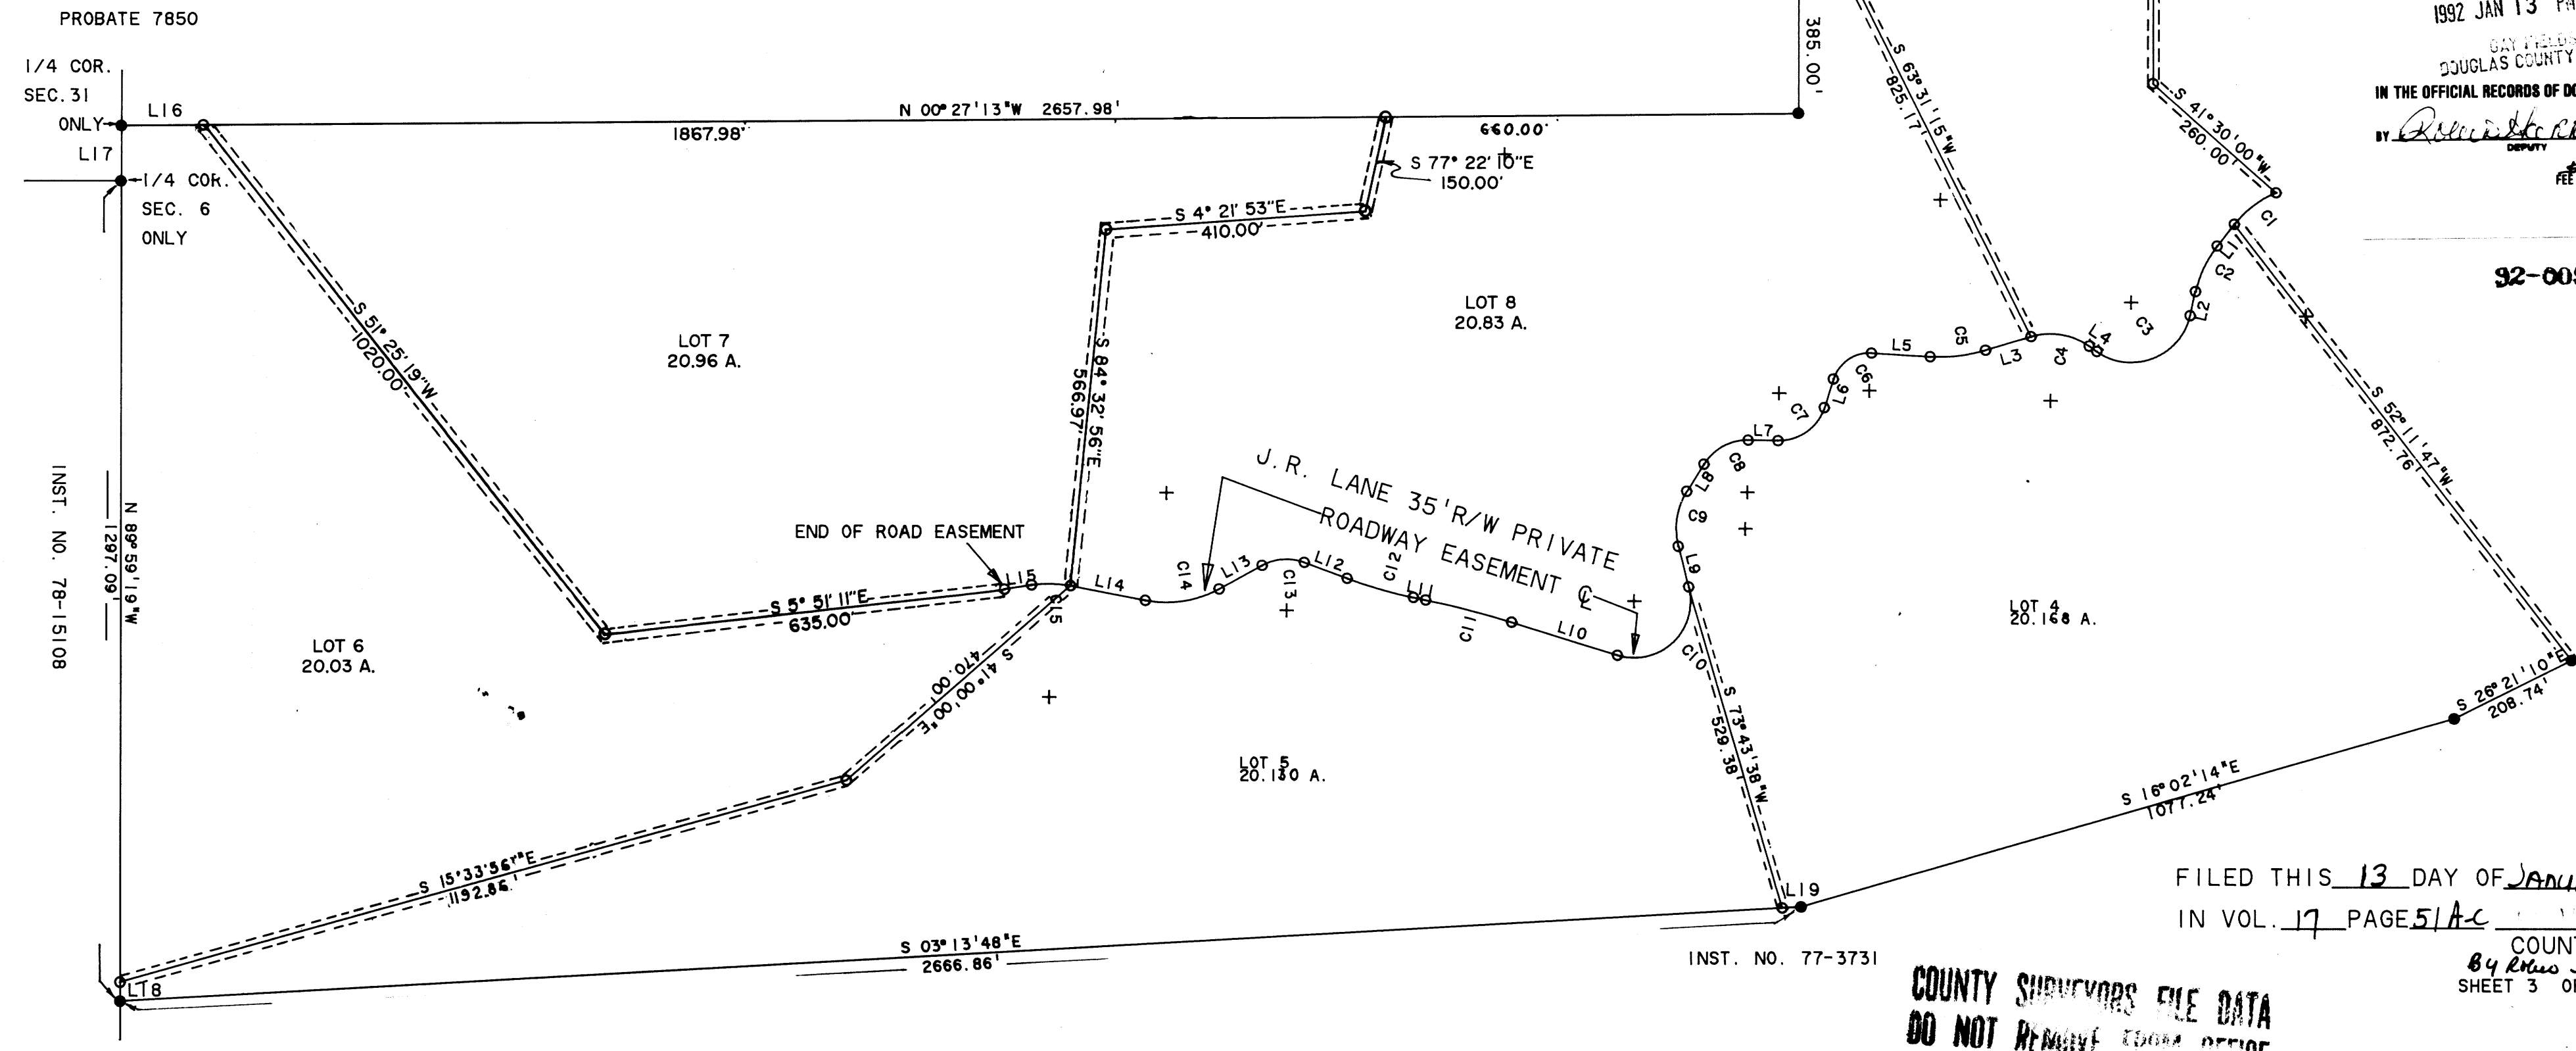 PROBATE 7850
1/4 COR.
SEC.31
ONLY
L16
L17
1/4 COR.
SEC. 6
ONLY
N 00° 27' 13"W 2657.98'
1867.98'
660.00'
385.00'
S 77° 22' 10"E
150.00'
S 4° 21' 53"E
410.00'
S 63° 31' 15"W
825.17'
S 41° 30' 00"W
260.00'
1992 JAN 13
DOUGLAS COUNTY
IN THE OFFICIAL RECORDS OF
BY
DEPUTY
FEE
C1
L1
C2
L2
C3
L4
C4
L3
C5
L5
C6
L6
C7
L7
C8
L8
C9
L9
C10
L10
C11
L11
C12
L12
C13
L13
C14
L14
C15
L15
S 51° 25' 19"W
1020.00'
LOT 7
20.96 A.
LOT 8
20.83 A.
S 84° 32' 56"E
566.97'
S 52° 11' 47"W
872.76'
J.R. LANE 35'R/W PRIVATE
ROADWAY EASEMENT ℄
END OF ROAD EASEMENT
S 5° 51' 11"E
635.00'
INST. NO. 78-15108
N 89° 59' 19"W
1297.09'
LOT 6
20.03 A.
S 41° 00' 00"E
470.00'
LOT 4
20.168 A.
LOT 5
20.130 A.
S 73° 43' 38"W
529.38'
S 26° 21' 10"E
208.74'
S 16° 02' 14"E
1077.24'
S 15° 33' 56"E
1192.86'
L18
L19
S 03° 13' 48"E
2666.86'
INST. NO. 77-3731
FILED THIS 13 DAY OF
IN VOL. 17 PAGE 51 A-C
By
SHEET 3
COUNTY SURVEYORS FILE DATA
DO NOT REMOVE FROM OFFICE